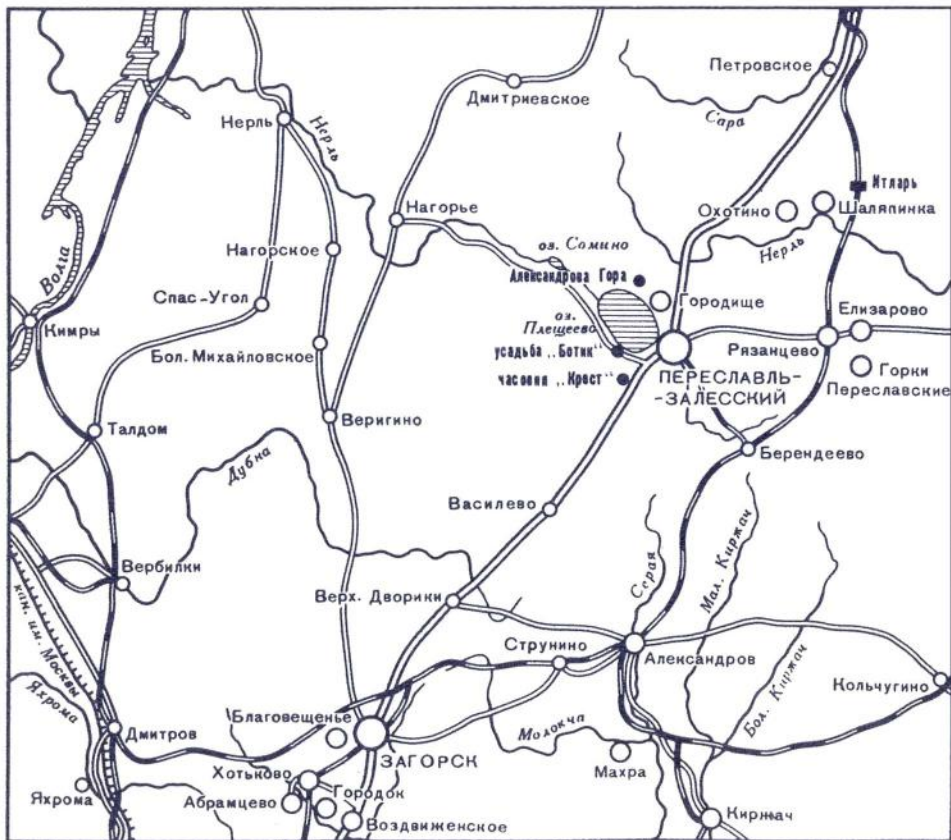 Петровское
Дмитриевское
Сара
Нерль
Нерль
Итларь
Охотино
Шаляпинка
Нагорье
Нерль
оз. Сомино
Нагорское
Волга
Александрова Гора
Городище
Спас-Угол
оз.
Плещеево
Елизарово
Кимры
Бол. Михайловское
усадьба „Ботик“
Рязанцево
часовня „Крест“
ПЕРЕСЛАВЛЬ-
-ЗАЛЕССКИЙ
Горки
Переславские
Веригино
Талдом
Берендеево
Дубна
Василево
Вербилки
Серая
Мал. Киржач
Верх. Дворики
кан. им. Москвы
Струнино
Александров
Яхрома
Бол. Киржач
Кольчугино
Благовещенье
Дмитров
Молокча
ЗАГОРСК
Махра
Хотьково
Городок
Яхрома
Абрамцево
Воздвиженское
Киржач